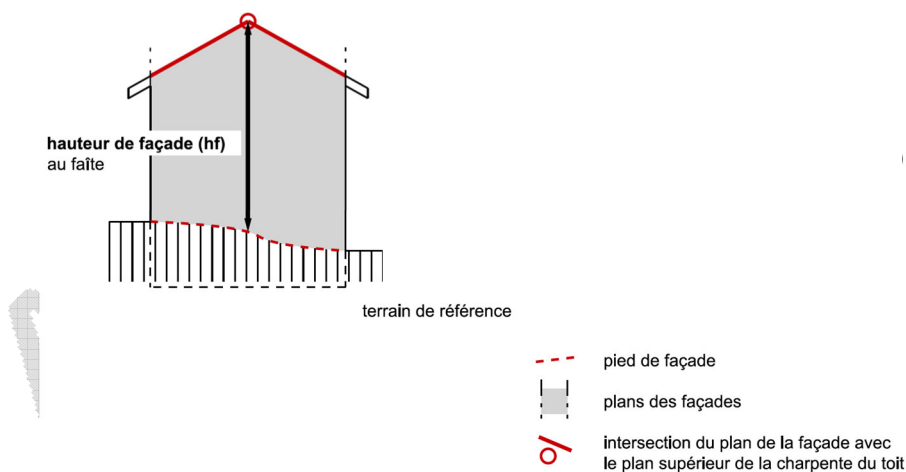 hauteur de façade (hf)
au faîte
terrain de référence
pied de façade
plans des façades
intersection du plan de la façade avec
le plan supérieur de la charpente du toit